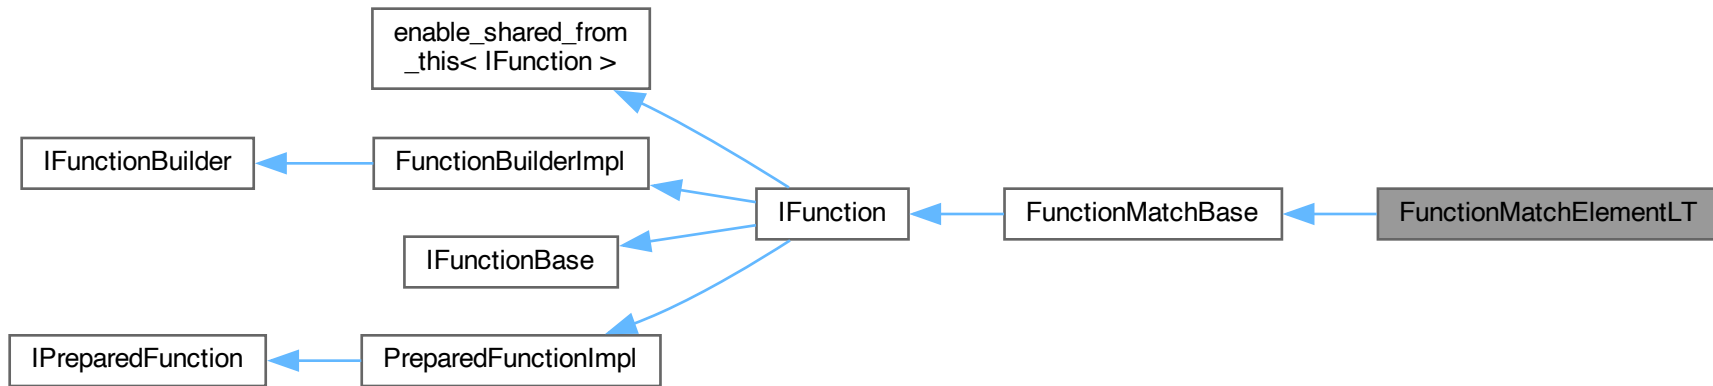 enable_shared_from
_this< IFunction >
IFunctionBuilder
FunctionBuilderImpl
IFunction
FunctionMatchBase
FunctionMatchElementLT
IFunctionBase
IPreparedFunction
PreparedFunctionImpl